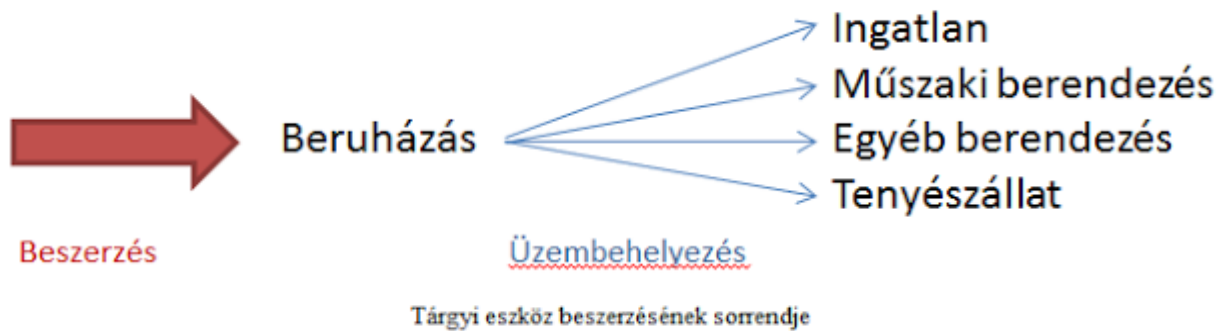 Ingatlan
Műszaki berendezés
Beruházás
Egyéb berendezés
Tenyészállat
Beszerzés
Üzembehelyezés
Tárgyi eszköz beszerzésének sorrendje